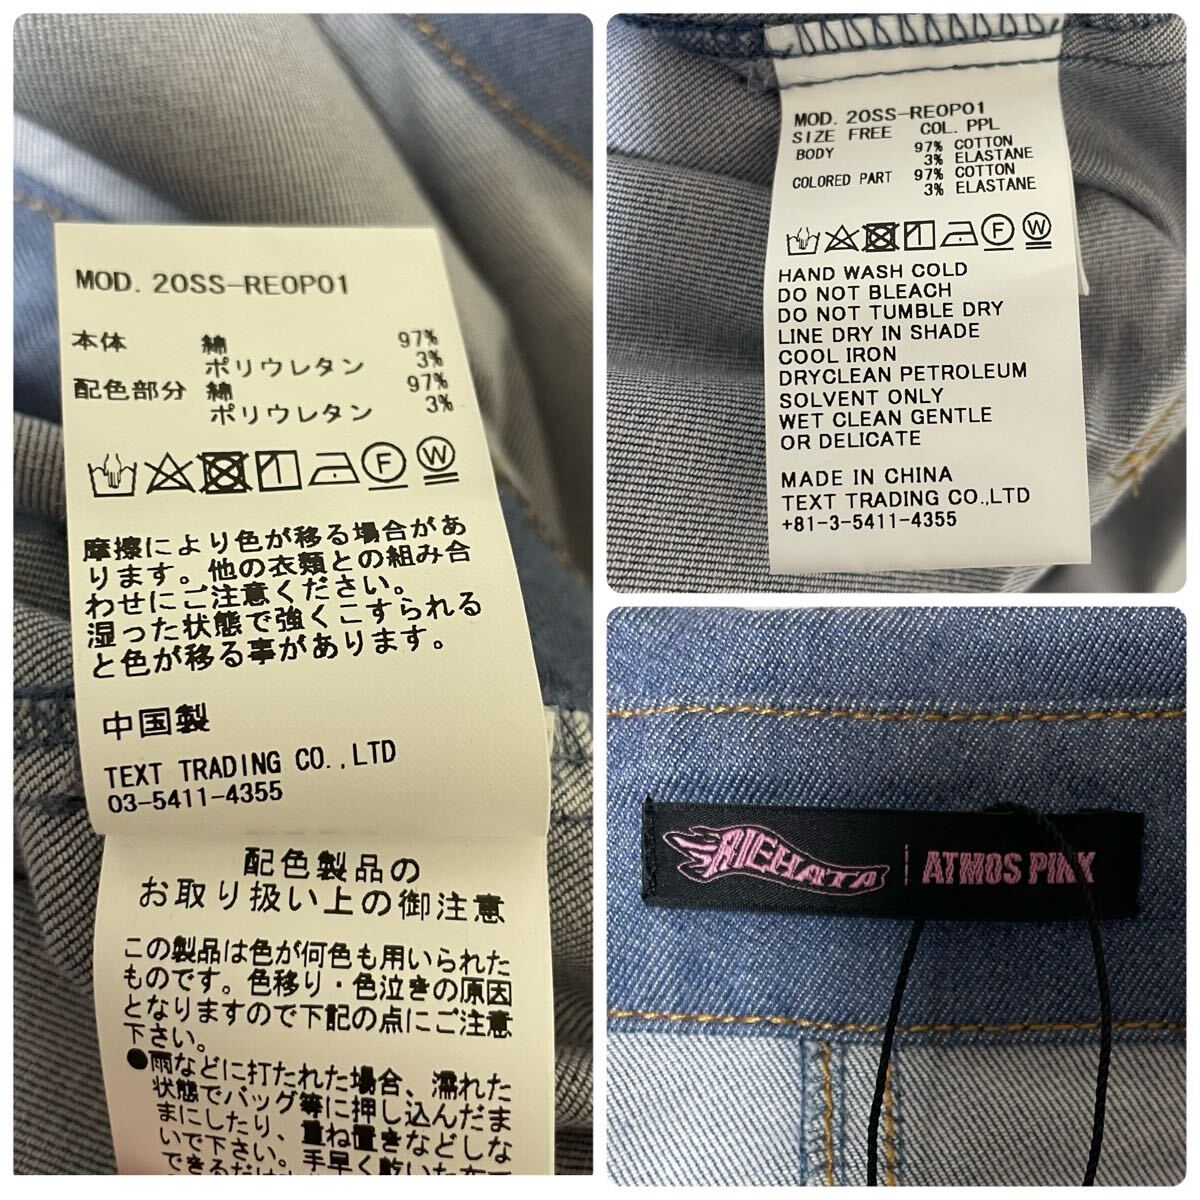 MOD. 20SS-REOP01
本体 綿 97%
ポリウレタン 3%
配色部分 綿 97%
ポリウレタン 3%
F W
摩擦により色が移る場合があ
ります。他の衣類との組み合
わせにご注意ください。
湿った状態で強くこすられる
と色が移る事があります。
中国製
TEXT TRADING CO.,LTD
03-5411-4355
配色製品の
お取り扱い上の御注意
この製品は色が何色も用いられた
ものです。色移り・色泣きの原因
となりますので下記の点にご注意
下さい。
●雨などに打たれた場合、濡れた
状態でバッグ等に押し込んだま
まにしたり、重ね置きなどしな
いで下さい。手早く乾いた布で
MOD. 20SS-REOP01
SIZE FREE COL. PPL
BODY 97% COTTON
3% ELASTANE
COLORED PART 97% COTTON
3% ELASTANE
F W
HAND WASH COLD
DO NOT BLEACH
DO NOT TUMBLE DRY
LINE DRY IN SHADE
COOL IRON
DRYCLEAN PETROLEUM
SOLVENT ONLY
WET CLEAN GENTLE
OR DELICATE
MADE IN CHINA
TEXT TRADING CO.,LTD
+81-3-5411-4355
RIEHATA | ATMOS PINK